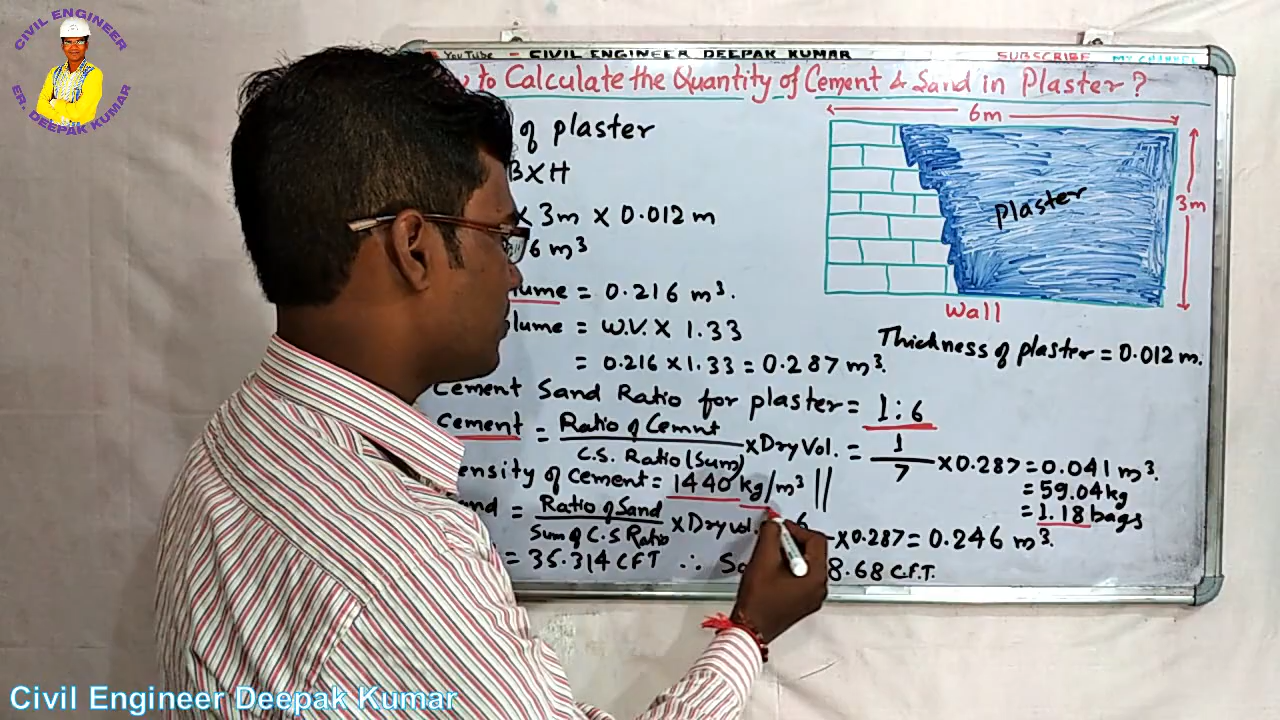 CIVIL ENGINEER
ER. DEEPAK KUMAR
YouTube - CIVIL ENGINEER DEEPAK KUMAR SUBSCRIBE MY CHANNEL
to Calculate the Quantity of Cement & Sand in Plaster?
of plaster
B X H
X 3m X 0.012 m
6 m³
lume = 0.216 m³.
lume = W.V. X 1.33
= 0.216 X 1.33 = 0.287 m³.
6m
plaster
3m
Wall
Thickness of plaster = 0.012 m.
Cement Sand Ratio for plaster = 1:6
Cement = Ratio of Cemnt / C.S. Ratio (Sum) X Dry Vol. = 1/7 X 0.287 = 0.041 m³.
= 59.04 kg
= 1.18 bags
ensity of Cement = 1440 kg/m³ ||
nd = Ratio of Sand / Sum of C.S Ratio X Dry vol. 6 X 0.287 = 0.246 m³.
= 35.314 CFT ∴ 8.68 C.F.T.
Civil Engineer Deepak Kumar